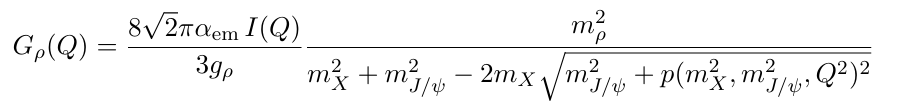 $G_\rho(Q) = \frac{8\sqrt{2}\pi\alpha_{\mathrm{em}}\, I(Q)}{3g_\rho} \frac{m_\rho^2}{m_X^2 + m_{J/\psi}^2 - 2m_X\sqrt{m_{J/\psi}^2 + p(m_X^2, m_{J/\psi}^2, Q^2)^2}}$